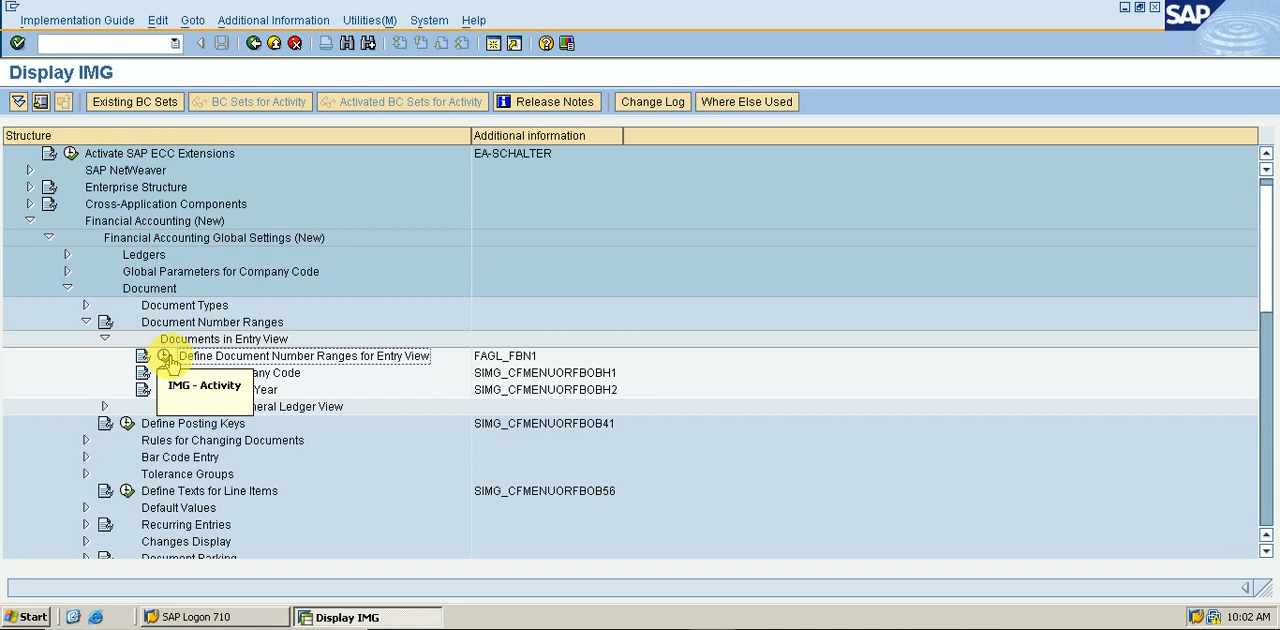 Implementation Guide Edit Goto Additional Information Utilities(M) System Help
SAP
Display IMG
Existing BC Sets BC Sets for Activity Activated BC Sets for Activity Release Notes Change Log Where Else Used
Structure Additional information
Activate SAP ECC Extensions EA-SCHALTER
SAP NetWeaver
Enterprise Structure
Cross-Application Components
Financial Accounting (New)
Financial Accounting Global Settings (New)
Ledgers
Global Parameters for Company Code
Document
Document Types
Document Number Ranges
Documents in Entry View
Define Document Number Ranges for Entry View FAGL_FBN1
any Code SIMG_CFMENUORFBOBH1
IMG - Activity
Year SIMG_CFMENUORFBOBH2
neral Ledger View
Define Posting Keys SIMG_CFMENUORFBOB41
Rules for Changing Documents
Bar Code Entry
Tolerance Groups
Define Texts for Line Items SIMG_CFMENUORFBOB56
Default Values
Recurring Entries
Changes Display
Document Parking
Start SAP Logon 710 Display IMG 10:02 AM